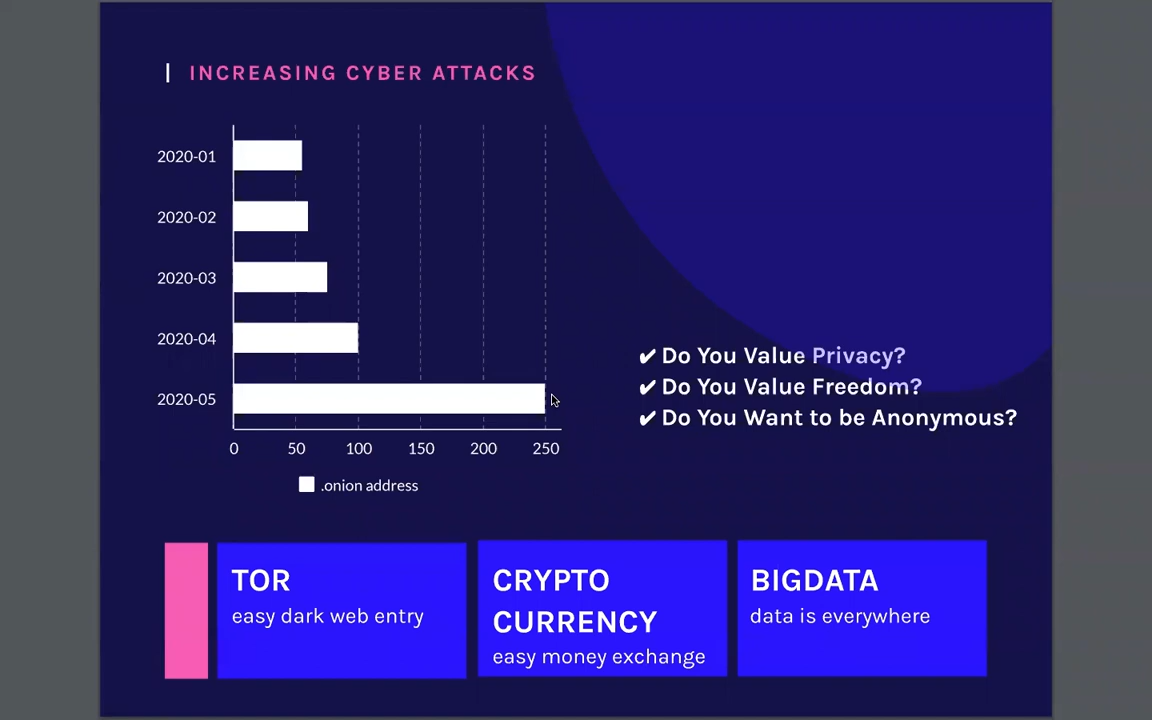 | INCREASING CYBER ATTACKS
2020-01
2020-02
2020-03
2020-04
2020-05
0 50 100 150 200 250
.onion address
✔ Do You Value Privacy?
✔ Do You Value Freedom?
✔ Do You Want to be Anonymous?
TOR
easy dark web entry
CRYPTO
CURRENCY
easy money exchange
BIGDATA
data is everywhere